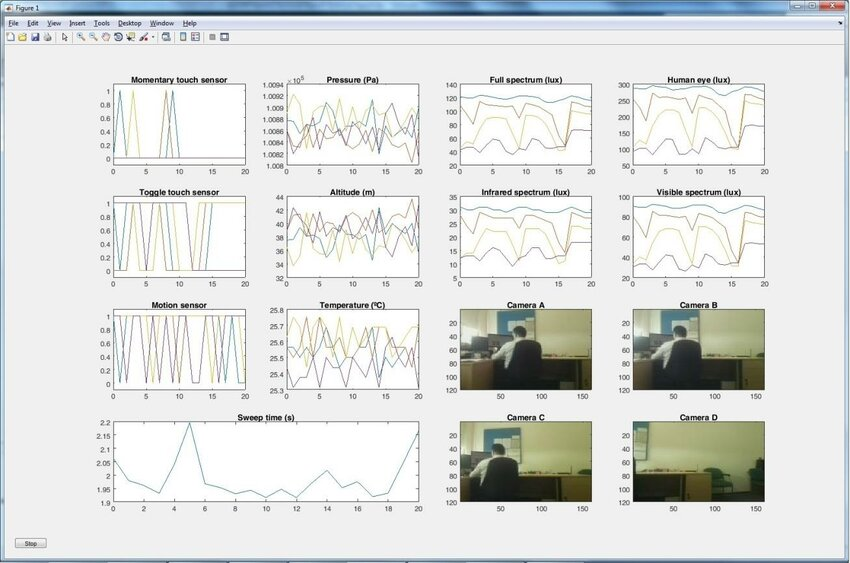 Figure 1
File Edit View Insert Tools Desktop Window Help
Momentary touch sensor
1
0.8
0.6
0.4
0.2
0
0 5 10 15 20
Pressure (Pa)
×10^5
1.0094
1.0092
1.009
1.0088
1.0086
1.0084
1.0082
1.008
0 5 10 15 20
Full spectrum (lux)
140
120
100
80
60
40
20
0 5 10 15 20
Human eye (lux)
300
250
200
150
100
50
0 5 10 15 20
Toggle touch sensor
1
0.8
0.6
0.4
0.2
0
0 5 10 15 20
Altitude (m)
44
42
40
38
36
34
32
0 5 10 15 20
Infrared spectrum (lux)
35
30
25
20
15
10
5
0 5 10 15 20
Visible spectrum (lux)
100
80
60
40
20
0 5 10 15 20
Motion sensor
1
0.8
0.6
0.4
0.2
0
0 5 10 15 20
Temperature (ºC)
25.8
25.7
25.6
25.5
25.4
25.3
0 5 10 15 20
Camera A
20
40
60
80
100
120
50 100 150
Camera B
20
40
60
80
100
120
50 100 150
Sweep time (s)
2.2
2.15
2.1
2.05
2
1.95
1.9
0 2 4 6 8 10 12 14 16 18 20
Camera C
20
40
60
80
100
120
50 100 150
Camera D
20
40
60
80
100
120
50 100 150
Stop